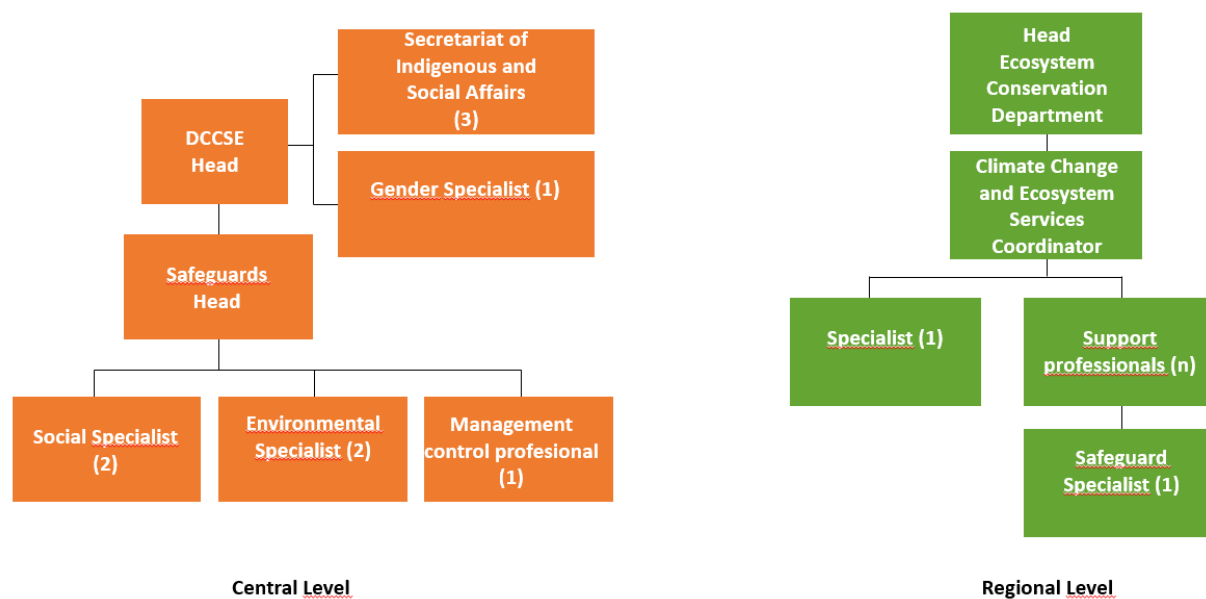 Secretariat of
Indigenous and
Social Affairs
(3)
DCCSE
Head
Gender Specialist (1)
Safeguards
Head
Social Specialist
(2)
Environmental
Specialist (2)
Management
control profesional
(1)
Central Level
Head
Ecosystem
Conservation
Department
Climate Change
and Ecosystem
Services
Coordinator
Specialist (1)
Support
professionals (n)
Safeguard
Specialist (1)
Regional Level